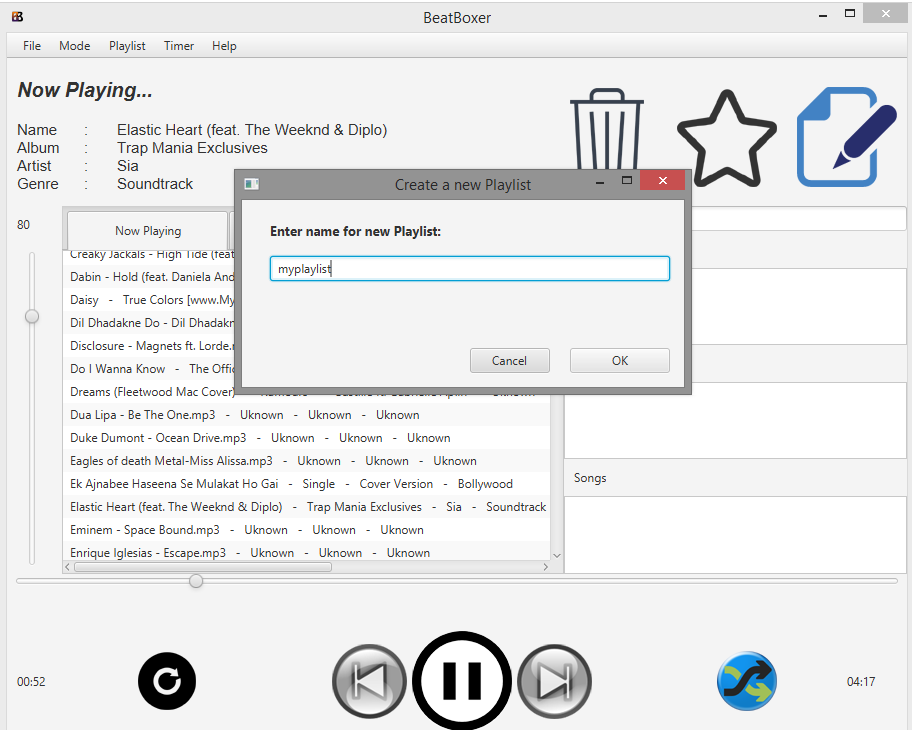 BB
BeatBoxer
File Mode Playlist Timer Help
Now Playing...
Name : Elastic Heart (feat. The Weeknd & Diplo)
Album : Trap Mania Exclusives
Artist : Sia
Genre : Soundtrack
Create a new Playlist
Enter name for new Playlist:
myplaylist
Cancel OK
80
Now Playing
Creaky Jackals - High Tide (feat
Dabin - Hold (feat. Daniela And
Daisy - True Colors [www.My
Dil Dhadakne Do - Dil Dhadakn
Disclosure - Magnets ft. Lorde.
Do I Wanna Know - The Offic
Dreams (Fleetwood Mac Cover)
Dua Lipa - Be The One.mp3 - Uknown - Uknown - Uknown
Duke Dumont - Ocean Drive.mp3 - Uknown - Uknown - Uknown
Eagles of death Metal-Miss Alissa.mp3 - Uknown - Uknown - Uknown
Ek Ajnabee Haseena Se Mulakat Ho Gai - Single - Cover Version - Bollywood
Elastic Heart (feat. The Weeknd & Diplo) - Trap Mania Exclusives - Sia - Soundtrack
Eminem - Space Bound.mp3 - Uknown - Uknown - Uknown
Enrique Iglesias - Escape.mp3 - Uknown - Uknown - Uknown
Songs
00:52
04:17